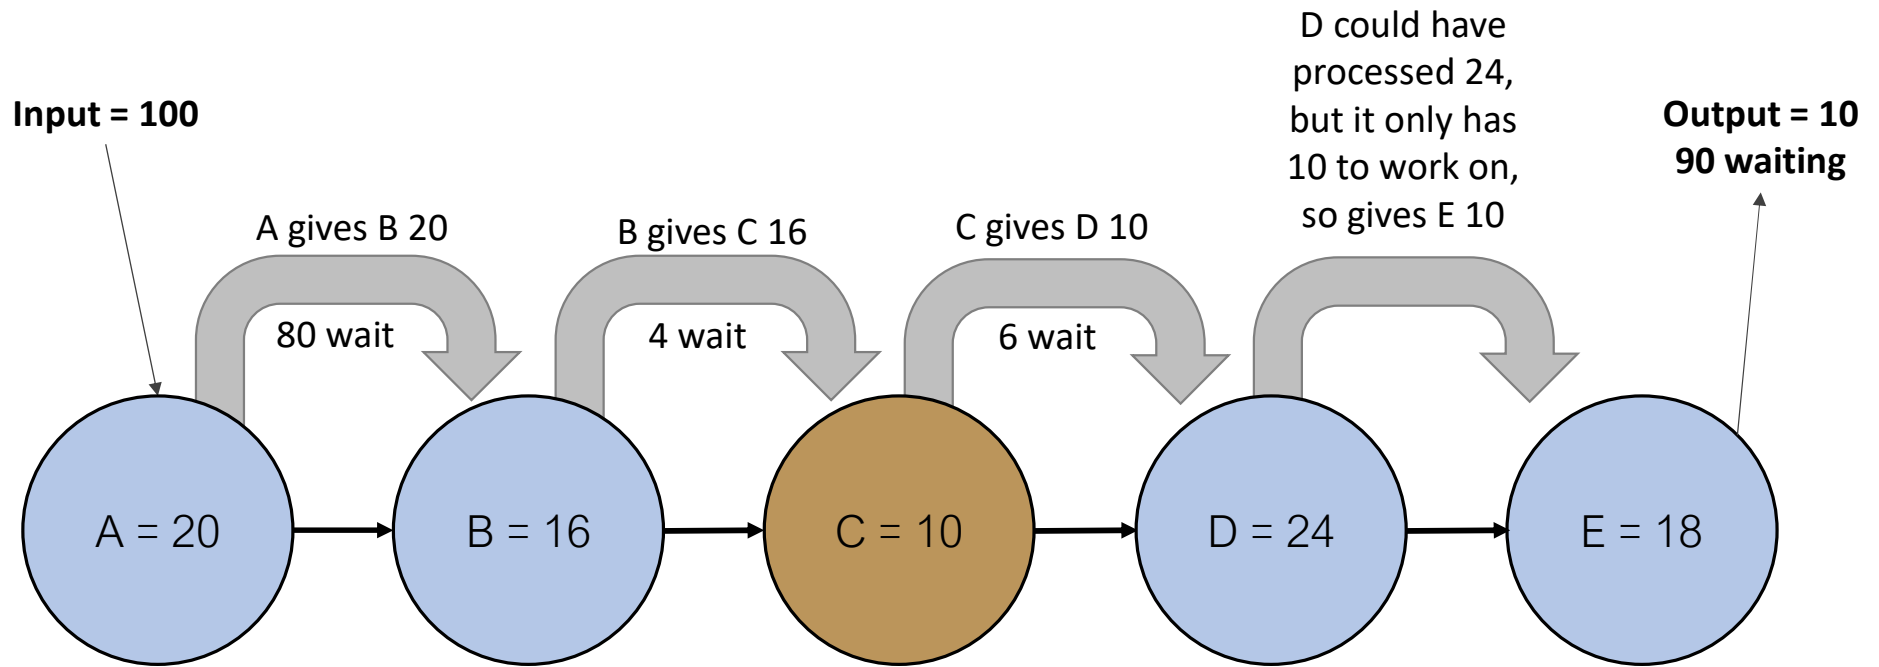 Input = 100
A gives B 20
80 wait
B gives C 16
4 wait
C gives D 10
6 wait
D could have
processed 24,
but it only has
10 to work on,
so gives E 10
Output = 10
90 waiting
A = 20
B = 16
C = 10
D = 24
E = 18